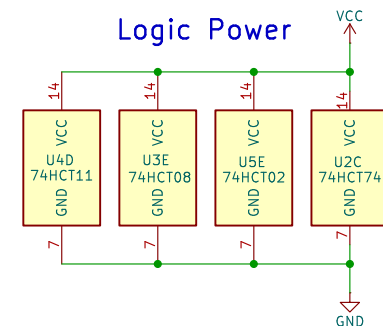 Logic Power
VCC
14 14 14 14
VCC VCC VCC VCC
U4D U3E U5E U2C
74HCT11 74HCT08 74HCT02 74HCT74
GND GND GND GND
7 7 7 7
GND